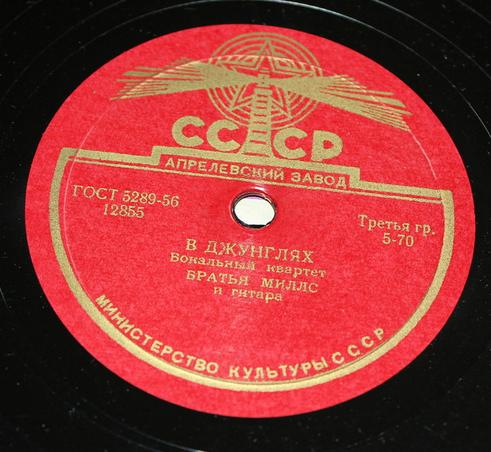 СССР
АПРЕЛЕВСКИЙ ЗАВОД
ГОСТ 5289-56
12855
Третья гр.
5-70
В ДЖУНГЛЯХ
Вокальный квартет
БРАТЬЯ МИЛЛС
и гитара
МИНИСТЕРСТВО КУЛЬТУРЫ СССР